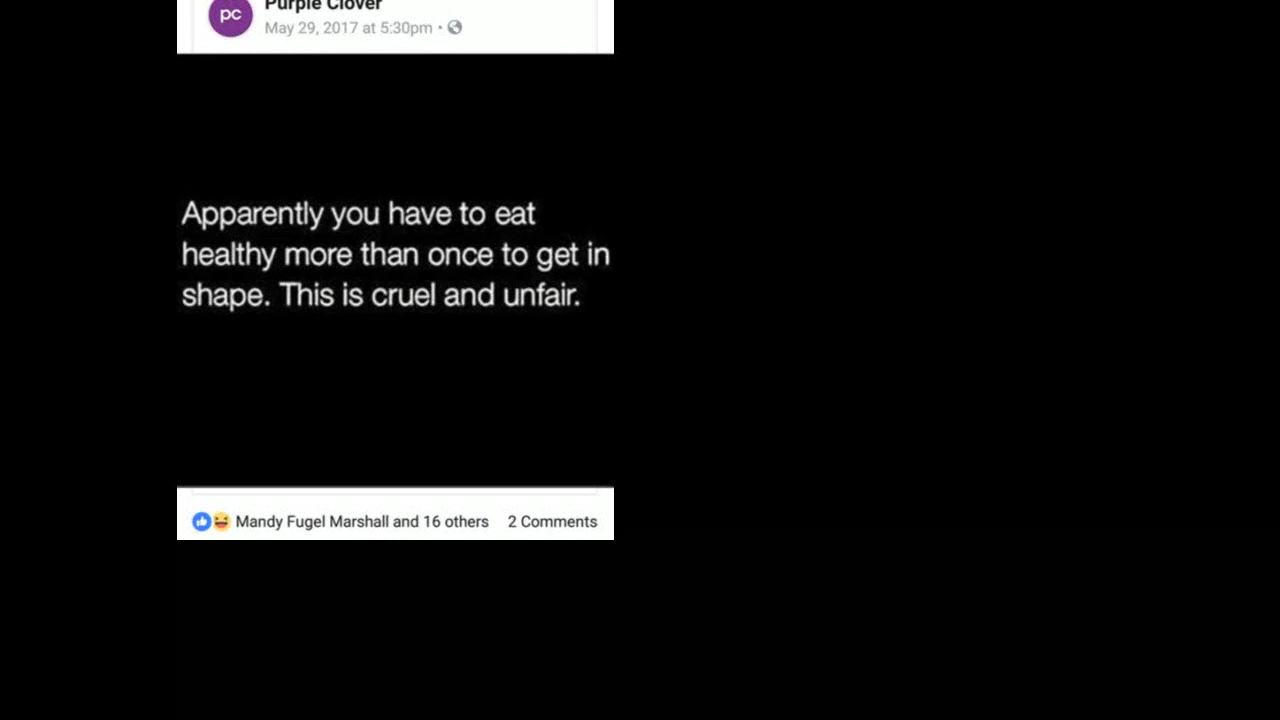 pc
Purple Clover
May 29, 2017 at 5:30pm •
Apparently you have to eat
healthy more than once to get in
shape. This is cruel and unfair.
Mandy Fugel Marshall and 16 others 2 Comments